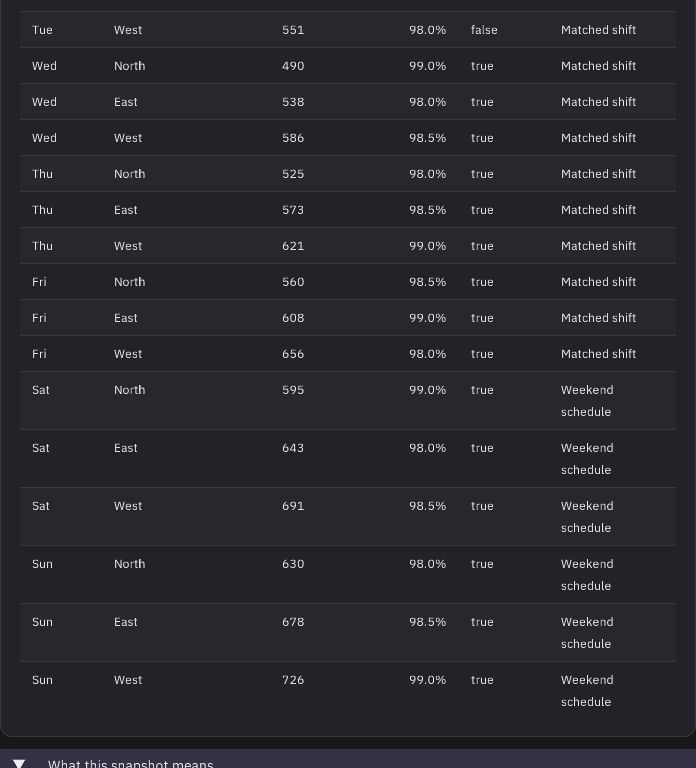 Tue West 551 98.0% false Matched shift
Wed North 490 99.0% true Matched shift
Wed East 538 98.0% true Matched shift
Wed West 586 98.5% true Matched shift
Thu North 525 98.0% true Matched shift
Thu East 573 98.5% true Matched shift
Thu West 621 99.0% true Matched shift
Fri North 560 98.5% true Matched shift
Fri East 608 99.0% true Matched shift
Fri West 656 98.0% true Matched shift
Sat North 595 99.0% true Weekend
schedule
Sat East 643 98.0% true Weekend
schedule
Sat West 691 98.5% true Weekend
schedule
Sun North 630 98.0% true Weekend
schedule
Sun East 678 98.5% true Weekend
schedule
Sun West 726 99.0% true Weekend
schedule
What this snapshot means